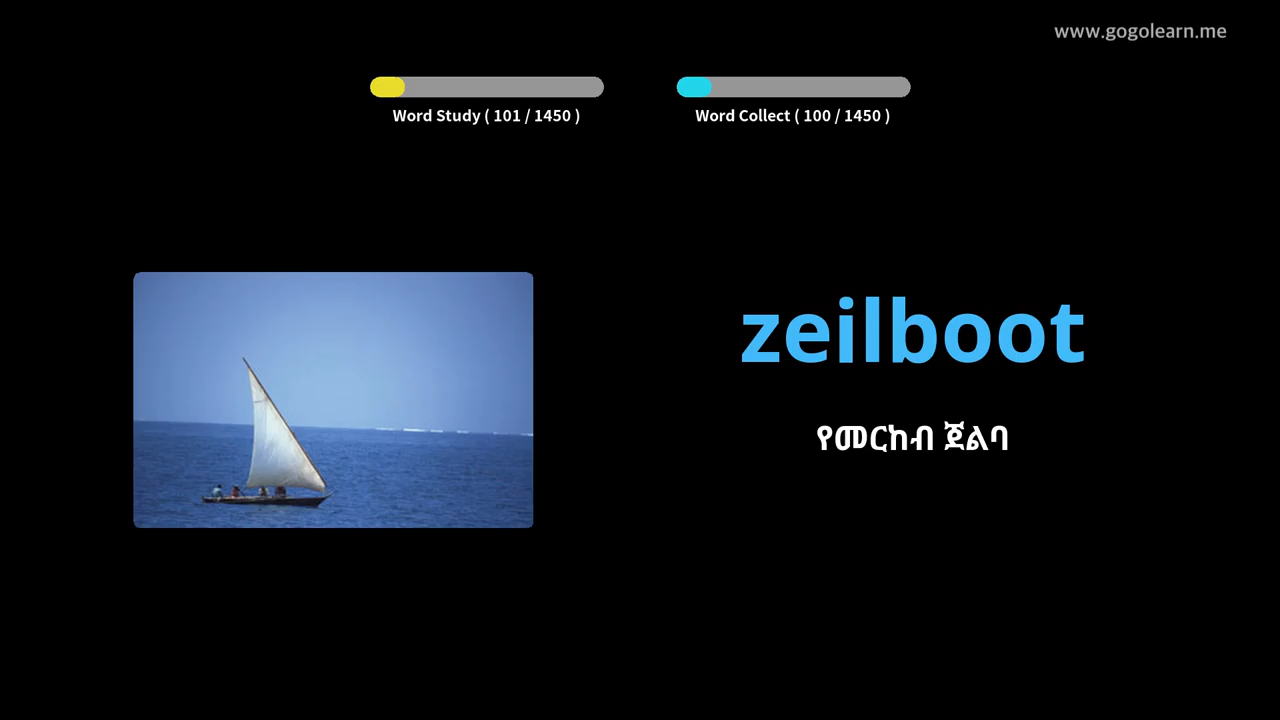 www.gogolearn.me
Word Study ( 101 / 1450 )
Word Collect ( 100 / 1450 )
zeilboot
የመርከብ ጀልባ